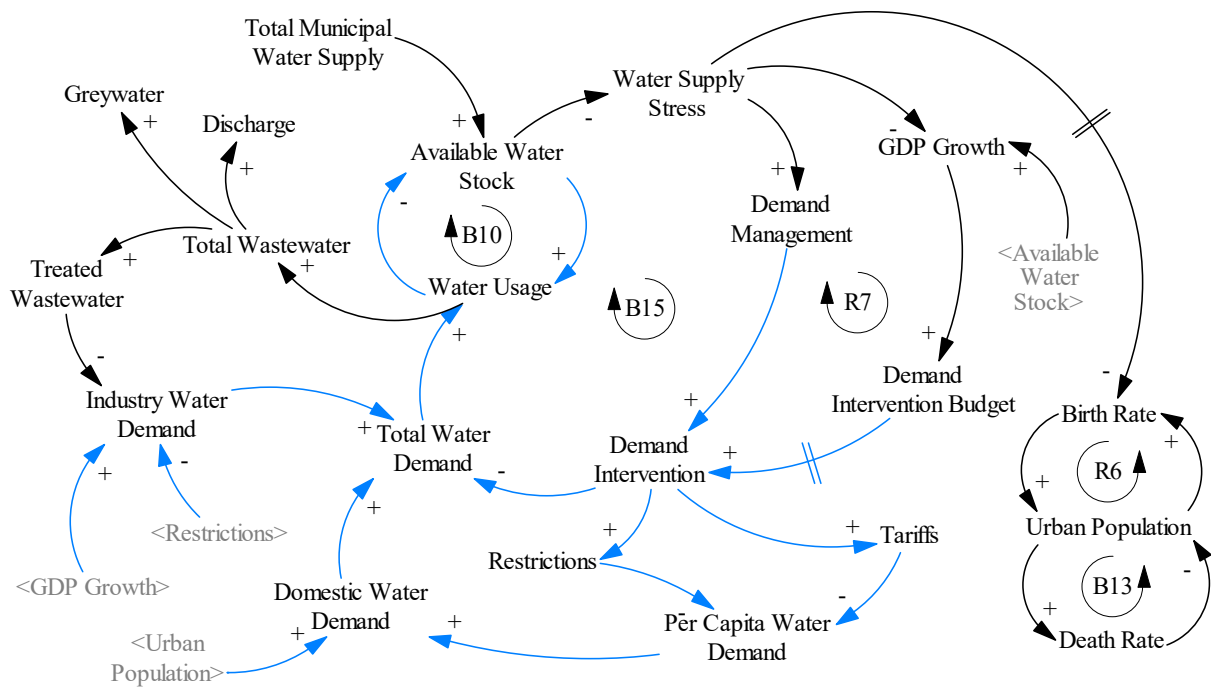 Total Municipal
Water Supply
Greywater
+
Discharge
+
+
Available Water
Stock
-
Water Supply
Stress
-
GDP Growth
+
+
Demand
Management
<Available
Water
Stock>
Total Wastewater
+
+
Treated
Wastewater
-
B10
+
Water Usage
+
B15
R7
-
Industry Water
Demand
+
-
+
Total Water
Demand
-
+
Demand
Intervention
+
+
Demand
Intervention Budget
-
Birth Rate
+
R6
+
Urban Population
-
B13
+
Death Rate
<Restrictions>
<GDP Growth>
+
Restrictions
+
Tariffs
-
-
Per Capita Water
Demand
+
Domestic Water
Demand
+
<Urban
Population>